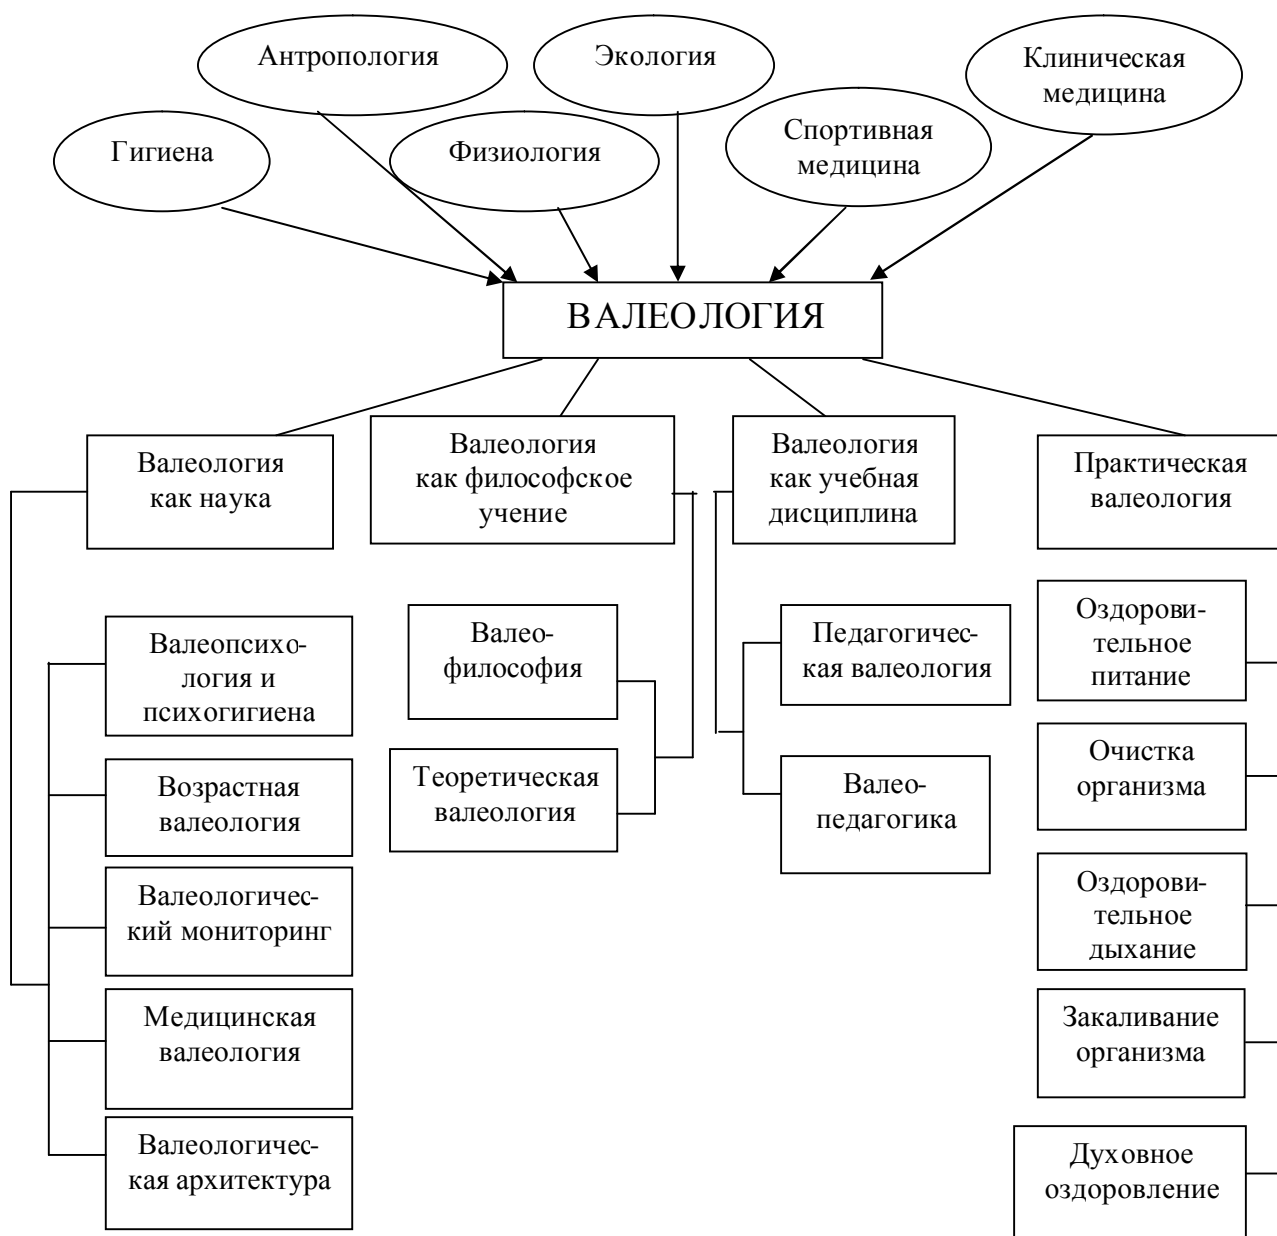 Антропология
Экология
Клиническая
медицина
Гигиена
Физиология
Спортивная
медицина
ВАЛЕОЛОГИЯ
Валеология
как наука
Валеология
как философское
учение
Валеология
как учебная
дисциплина
Практическая
валеология
Валеопсихо-
логия и
психогигиена
Возрастная
валеология
Валеологичес-
кий мониторинг
Медицинская
валеология
Валеологичес-
кая архитектура
Валео-
философия
Теоретическая
валеология
Педагогичес-
кая валеология
Валео-
педагогика
Оздорови-
тельное
питание
Очистка
организма
Оздорови-
тельное
дыхание
Закаливание
организма
Духовное
оздоровление